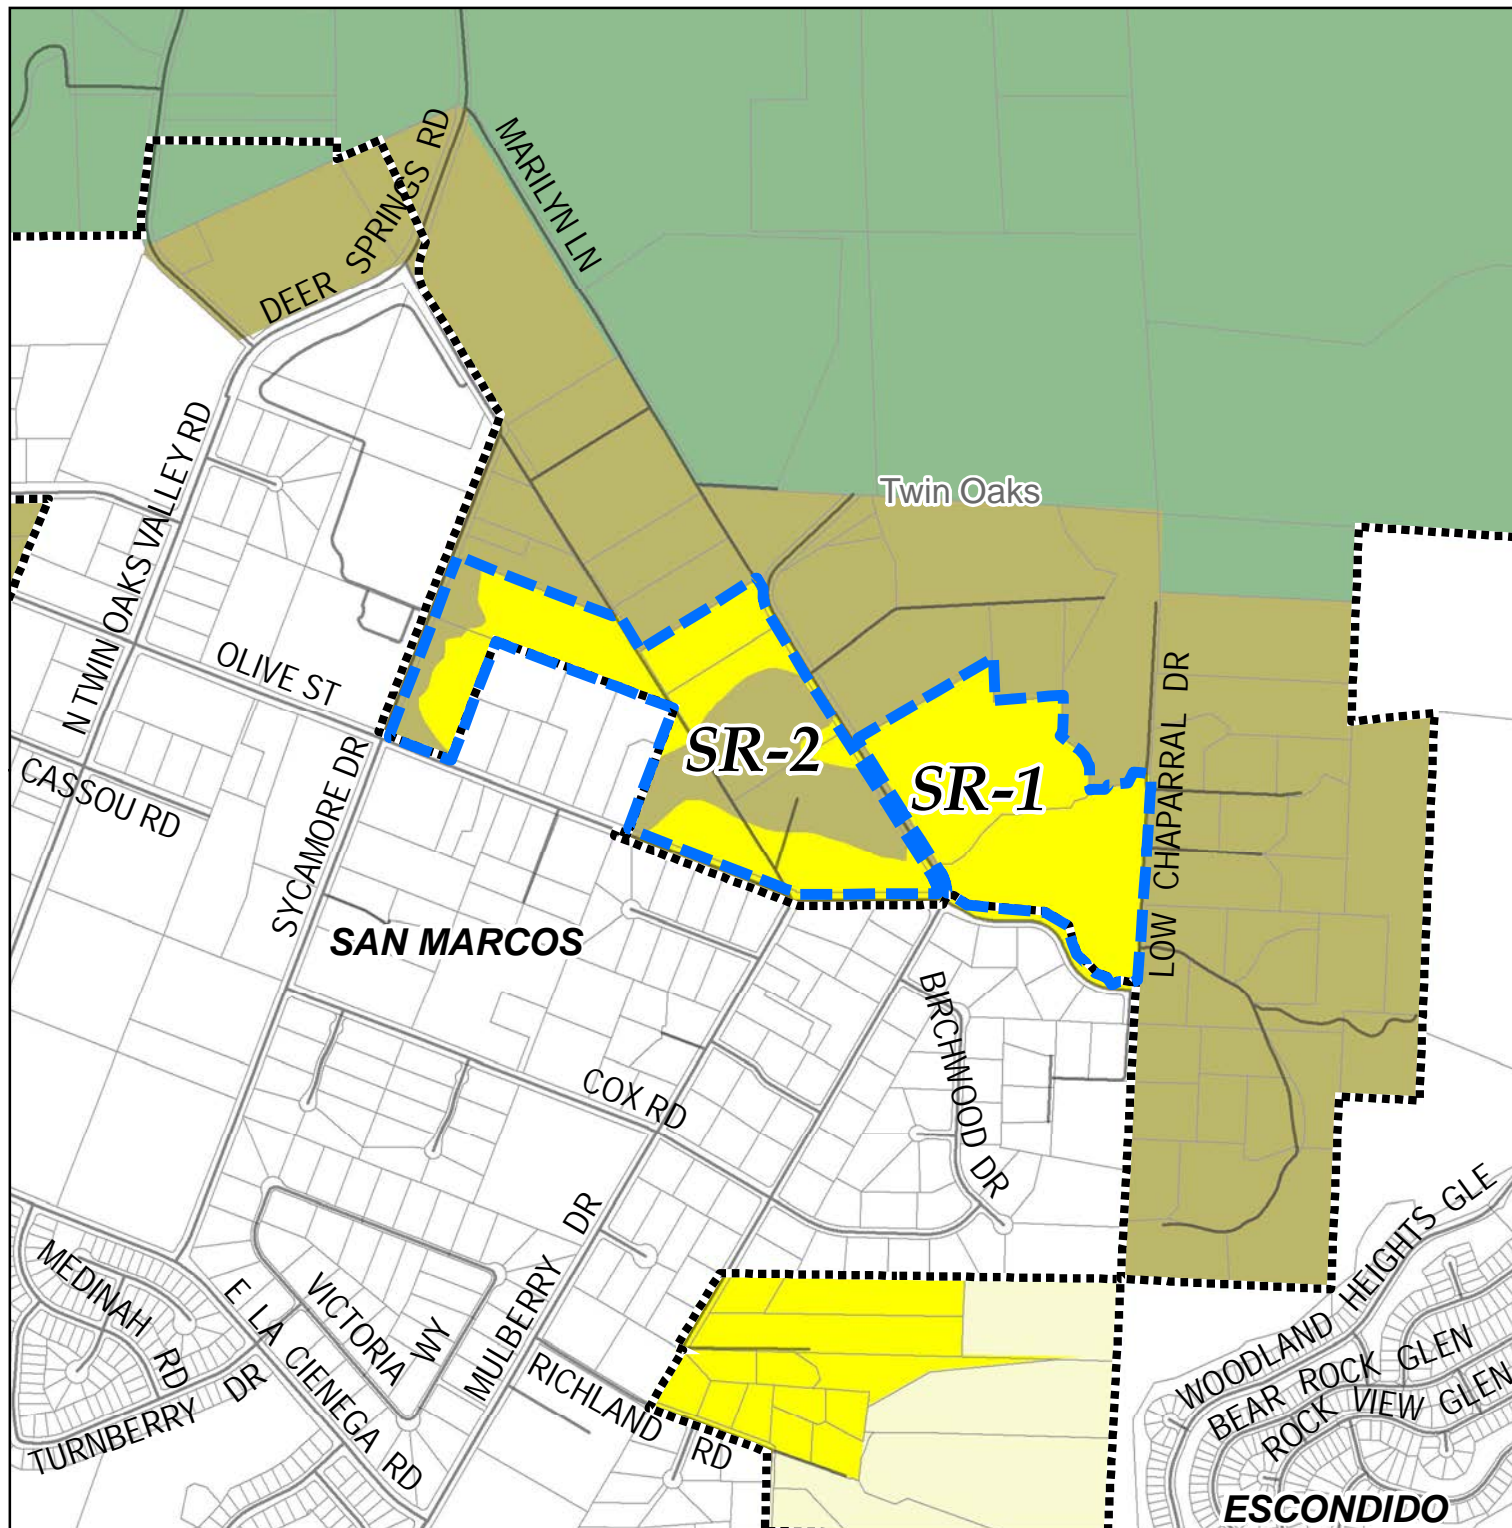 MARILYN LN
DEER SPRINGS RD
N TWIN OAKS VALLEY RD
Twin Oaks
OLIVE ST
CASSOU RD
SYCAMORE DR
SR-2
SR-1
LOW CHAPARRAL DR
SAN MARCOS
BIRCHWOOD DR
COX RD
MEDINAH RD
E LA CIENEGA RD
VICTORIA WY
MULBERRY DR
TURNBERRY DR
RICHLAND RD
WOODLAND HEIGHTS GLE
BEAR ROCK GLEN
ROCK VIEW GLEN
ESCONDIDO